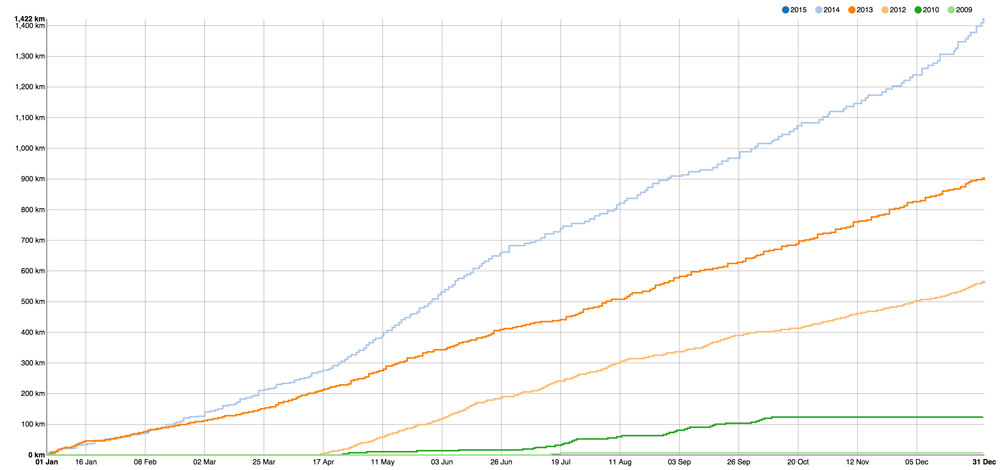 2015 2014 2013 2012 2010 2009
1,422 km
1,400 km
1,300 km
1,200 km
1,100 km
1,000 km
900 km
800 km
700 km
600 km
500 km
400 km
300 km
200 km
100 km
0 km
01 Jan 16 Jan 08 Feb 02 Mar 25 Mar 17 Apr 11 May 03 Jun 26 Jun 19 Jul 11 Aug 03 Sep 26 Sep 20 Oct 12 Nov 05 Dec 31 Dec